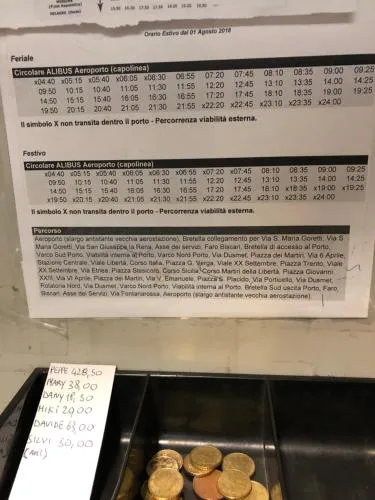 Orario Estivo dal 01 Agosto 2018
Feriale
Circolare ALIBUS Aeroporto (capolinea)
x04:40 x05:15 x05:40 x06:05 x06:30 06:55 07:20 07:45 08:10 08:35 09:00 09:25
09:50 10:15 10:40 11:05 11:30 11:55 12:20 12:45 13:10 13:35 14:00 14:25
14:50 15:15 15:40 16:05 16:30 16:55 17:20 17:45 18:10 18:35 19:00 19:25
19:50 20:15 20:40 21:05 21:30 21:55 x22:20 x22:45 x23:10 x23:35 x24:00
Il simbolo X non transita dentro il porto - Percorrenza viabilità esterna.
Festivo
Circolare ALIBUS Aeroporto (capolinea)
x04:40 x05:15 x05:40 x06:05 x06:30 x06:55 x07:20 x07:45 08:10 08:35 09:00 09:25
09:50 10:15 10:40 11:05 11:30 11:55 12:20 12:45 13:10 13:35 14:00 14:25
14:50 15:15 15:40 16:05 16:30 16:55 17:20 17:45 18:10 x18:35 x19:00 x19:25
x19:50 x20:15 x20:40 x21:05 x21:30 x21:55 x22:20 x22:45 x23:10 x23:35 x24:00
Il simbolo X non transita dentro il porto - Percorrenza viabilità esterna.
Percorso
Aeroporto (slargo antistante vecchia aerostazione), Bretella collegamento per Via S. Maria Goretti, Via S.
Maria Goretti, Via San Giuseppe la Rena, Asse dei servizi, Faro Biscari, Bretella di accesso al Porto,
Varco Sud Porto, Viabilità interna al Porto, Varco Nord Porto, Via Dusmet, Piazza dei Martiri, Via 6 Aprile,
Stazione Centrale, Viale Libertà, Corso Italia, Piazza G. Verga, Viale XX Settembre, Piazza Trento, Viale
XX Settembre, Via Etnea, Piazza Stesicoro, Corso Sicilia, Corso Martiri della Libertà, Piazza Giovanni
XXIII, Via VI Aprile, Piazza dei Martiri, Via V. Emanuele, Piazza S. Placido, Via Porticello, Via Dusmet,
Rotatoria Nord, Via Dusmet, Varco Nord Porto, Viabilità interna al Porto, Bretella Sud uscita Porto, Faro
Biscari, Asse dei Servizi, Via Fontanarossa, Aeroporto (slargo antistante vecchia aerostazione).
PEPE 428,50
MARY 38,00
DANY 18,50
MIKI 29,00
DAVIDE 63,00
SILVI 30,00